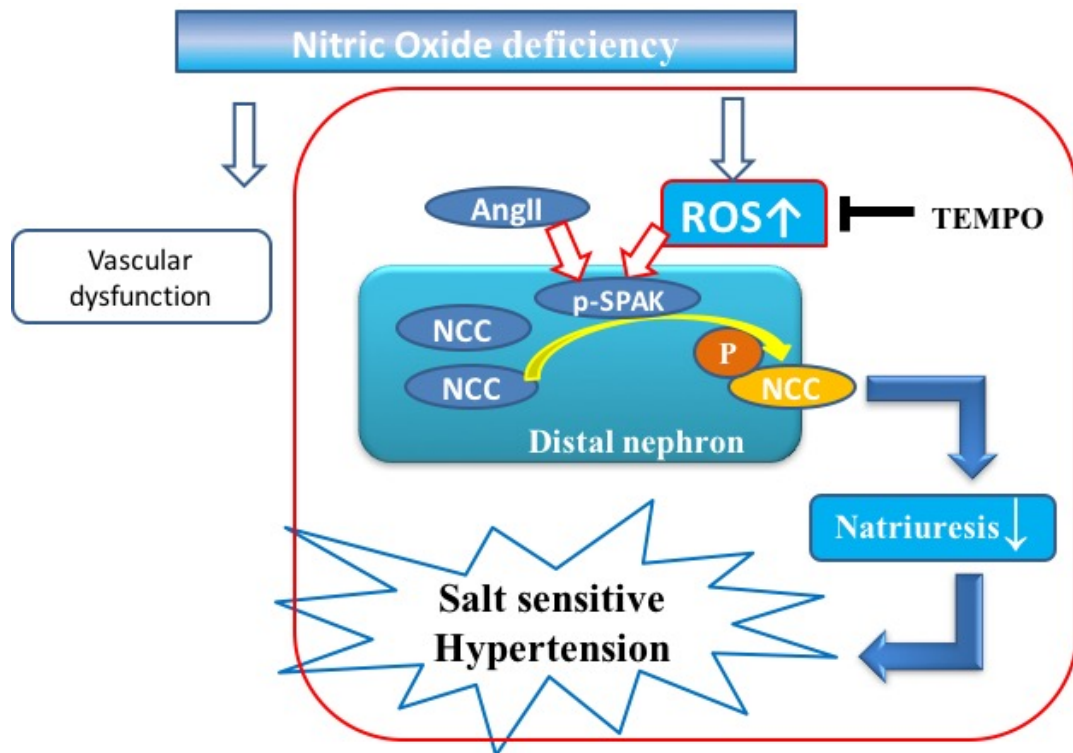 Nitric Oxide deficiency
AngII
ROS↑
TEMPO
Vascular
dysfunction
p-SPAK
NCC
P
NCC
NCC
Distal nephron
Natriuresis↓
Salt sensitive
Hypertension